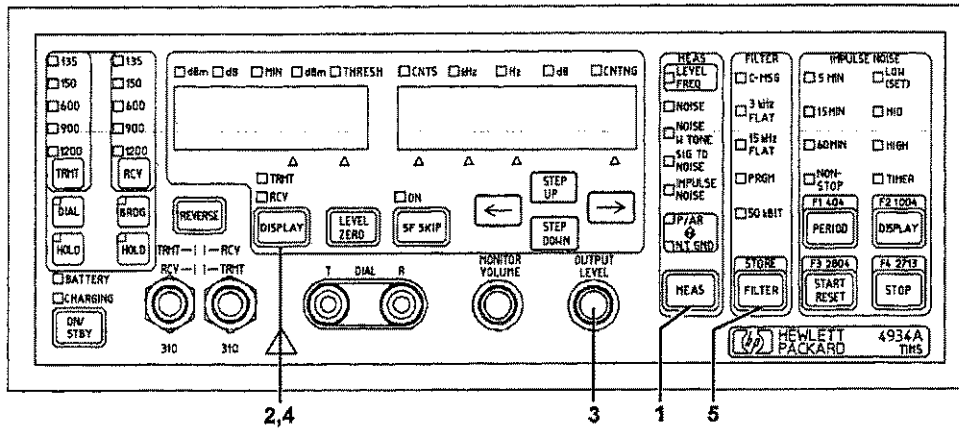 135
150
600
900
1200
TRMT
135
150
600
900
1200
RCV
DIAL
BRDG
HOLD
HOLD
BATTERY
CHARGING
ON/
STBY
REVERSE
TRMT RCV
RCV TRMT
310
310
dBm dB MIN dBm THRESH
CNTS kHz Hz dB CNTNG
TRMT
RCV
DISPLAY
LEVEL
ZERO
ON
SF SKIP
STEP
UP
STEP
DOWN
T DIAL R
MONITOR
VOLUME
OUTPUT
LEVEL
MEAS
LEVEL
FREQ
NOISE
NOISE
W TONE
SIG TO
NOISE
IMPULSE
NOISE
P/AR
N.T. GND
MEAS
FILTER
C-MSG
3 kHz
FLAT
15 kHz
FLAT
PRGM
50 kBIT
STORE
FILTER
IMPULSE NOISE
5 MIN
15 MIN
60 MIN
NON-
STOP
LOW
(SET)
MID
HIGH
TIMER
F1 404
PERIOD
F2 1004
DISPLAY
F3 2804
START
RESET
F4 2713
STOP
hp HEWLETT
PACKARD
4934A
TIMS
2,4
3
1
5